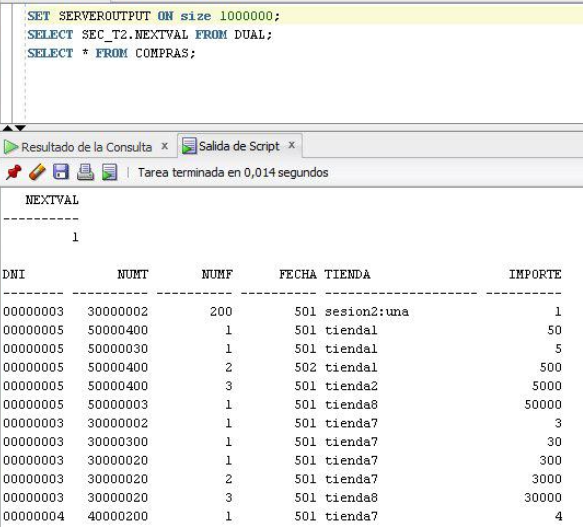 SET SERVEROUTPUT ON size 1000000;
SELECT SEC_T2.NEXTVAL FROM DUAL;
SELECT * FROM COMPRAS;
Resultado de la Consulta x Salida de Script x
Tarea terminada en 0,014 segundos
NEXTVAL
----------
1
DNI NUMT NUMF FECHA TIENDA IMPORTE
-------- ---------- ---------- ---------- -------------------- ----------
00000003 30000002 200 501 sesion2:una 1
00000005 50000400 1 501 tienda1 50
00000005 50000030 1 501 tienda1 5
00000005 50000400 2 502 tienda1 500
00000005 50000400 3 501 tienda2 5000
00000005 50000003 1 501 tienda8 50000
00000003 30000002 1 501 tienda7 3
00000003 30000300 1 501 tienda7 30
00000003 30000020 1 501 tienda7 300
00000003 30000020 2 501 tienda7 3000
00000003 30000020 3 501 tienda8 30000
00000004 40000200 1 501 tienda7 4